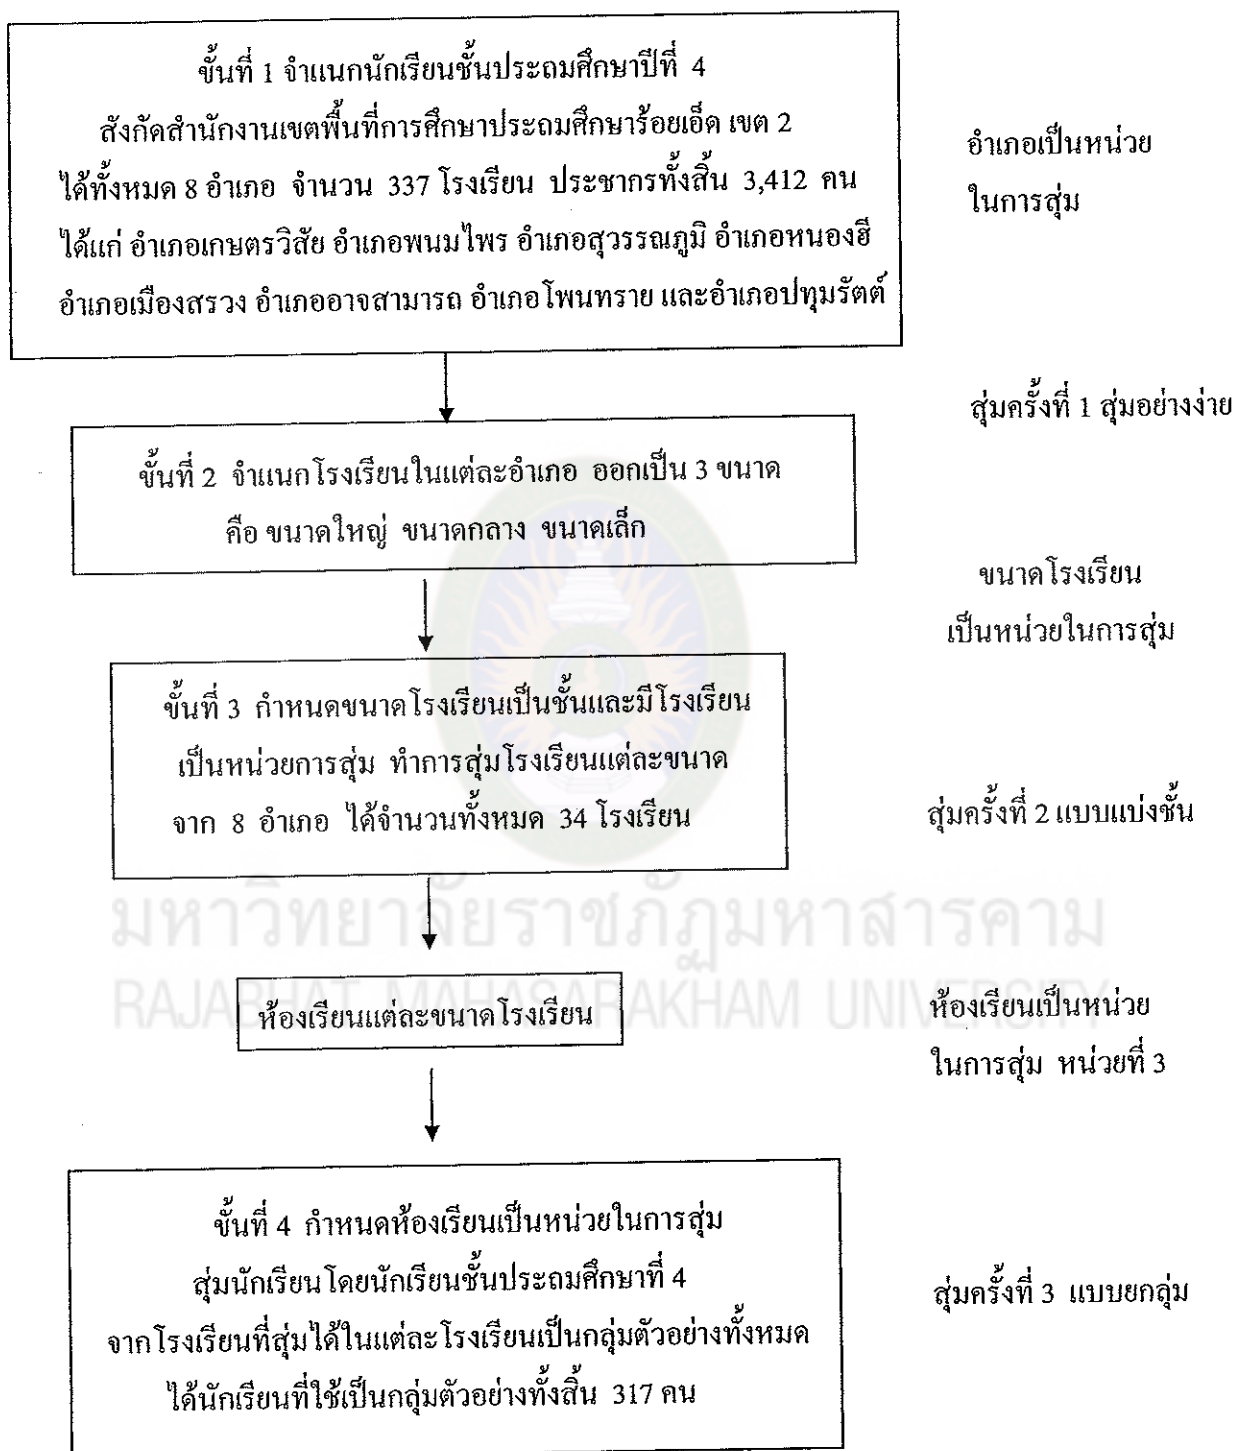 ขั้นที่ 1 จำแนกนักเรียนชั้นประถมศึกษาปีที่ 4
สังกัดสำนักงานเขตพื้นที่การศึกษาประถมศึกษาร้อยเอ็ด เขต 2
ได้ทั้งหมด 8 อำเภอ จำนวน 337 โรงเรียน ประชากรทั้งสิ้น 3,412 คน
ได้แก่ อำเภอเกษตรวิสัย อำเภอพนมไพร อำเภอสุวรรณภูมิ อำเภอหนองฮี
อำเภอเมืองสรวง อำเภออาจสามารถ อำเภอโพนทราย และอำเภอปทุมรัตต์
อำเภอเป็นหน่วย
ในการสุ่ม
สุ่มครั้งที่ 1 สุ่มอย่างง่าย
ขั้นที่ 2 จำแนกโรงเรียนในแต่ละอำเภอ ออกเป็น 3 ขนาด
คือ ขนาดใหญ่ ขนาดกลาง ขนาดเล็ก
ขนาดโรงเรียน
เป็นหน่วยในการสุ่ม
ขั้นที่ 3 กำหนดขนาดโรงเรียนเป็นชั้นและมีโรงเรียน
เป็นหน่วยการสุ่ม ทำการสุ่มโรงเรียนแต่ละขนาด
จาก 8 อำเภอ ได้จำนวนทั้งหมด 34 โรงเรียน
สุ่มครั้งที่ 2 แบบแบ่งชั้น
มหาวิทยาลัยราชภัฏมหาสารคาม
RAJABHAT MAHASARAKHAM UNIVERSITY
ห้องเรียนแต่ละขนาดโรงเรียน
ห้องเรียนเป็นหน่วย
ในการสุ่ม หน่วยที่ 3
ขั้นที่ 4 กำหนดห้องเรียนเป็นหน่วยในการสุ่ม
สุ่มนักเรียนโดยนักเรียนชั้นประถมศึกษาที่ 4
จากโรงเรียนที่สุ่มได้ในแต่ละโรงเรียนเป็นกลุ่มตัวอย่างทั้งหมด
ได้นักเรียนที่ใช้เป็นกลุ่มตัวอย่างทั้งสิ้น 317 คน
สุ่มครั้งที่ 3 แบบยกลุ่ม